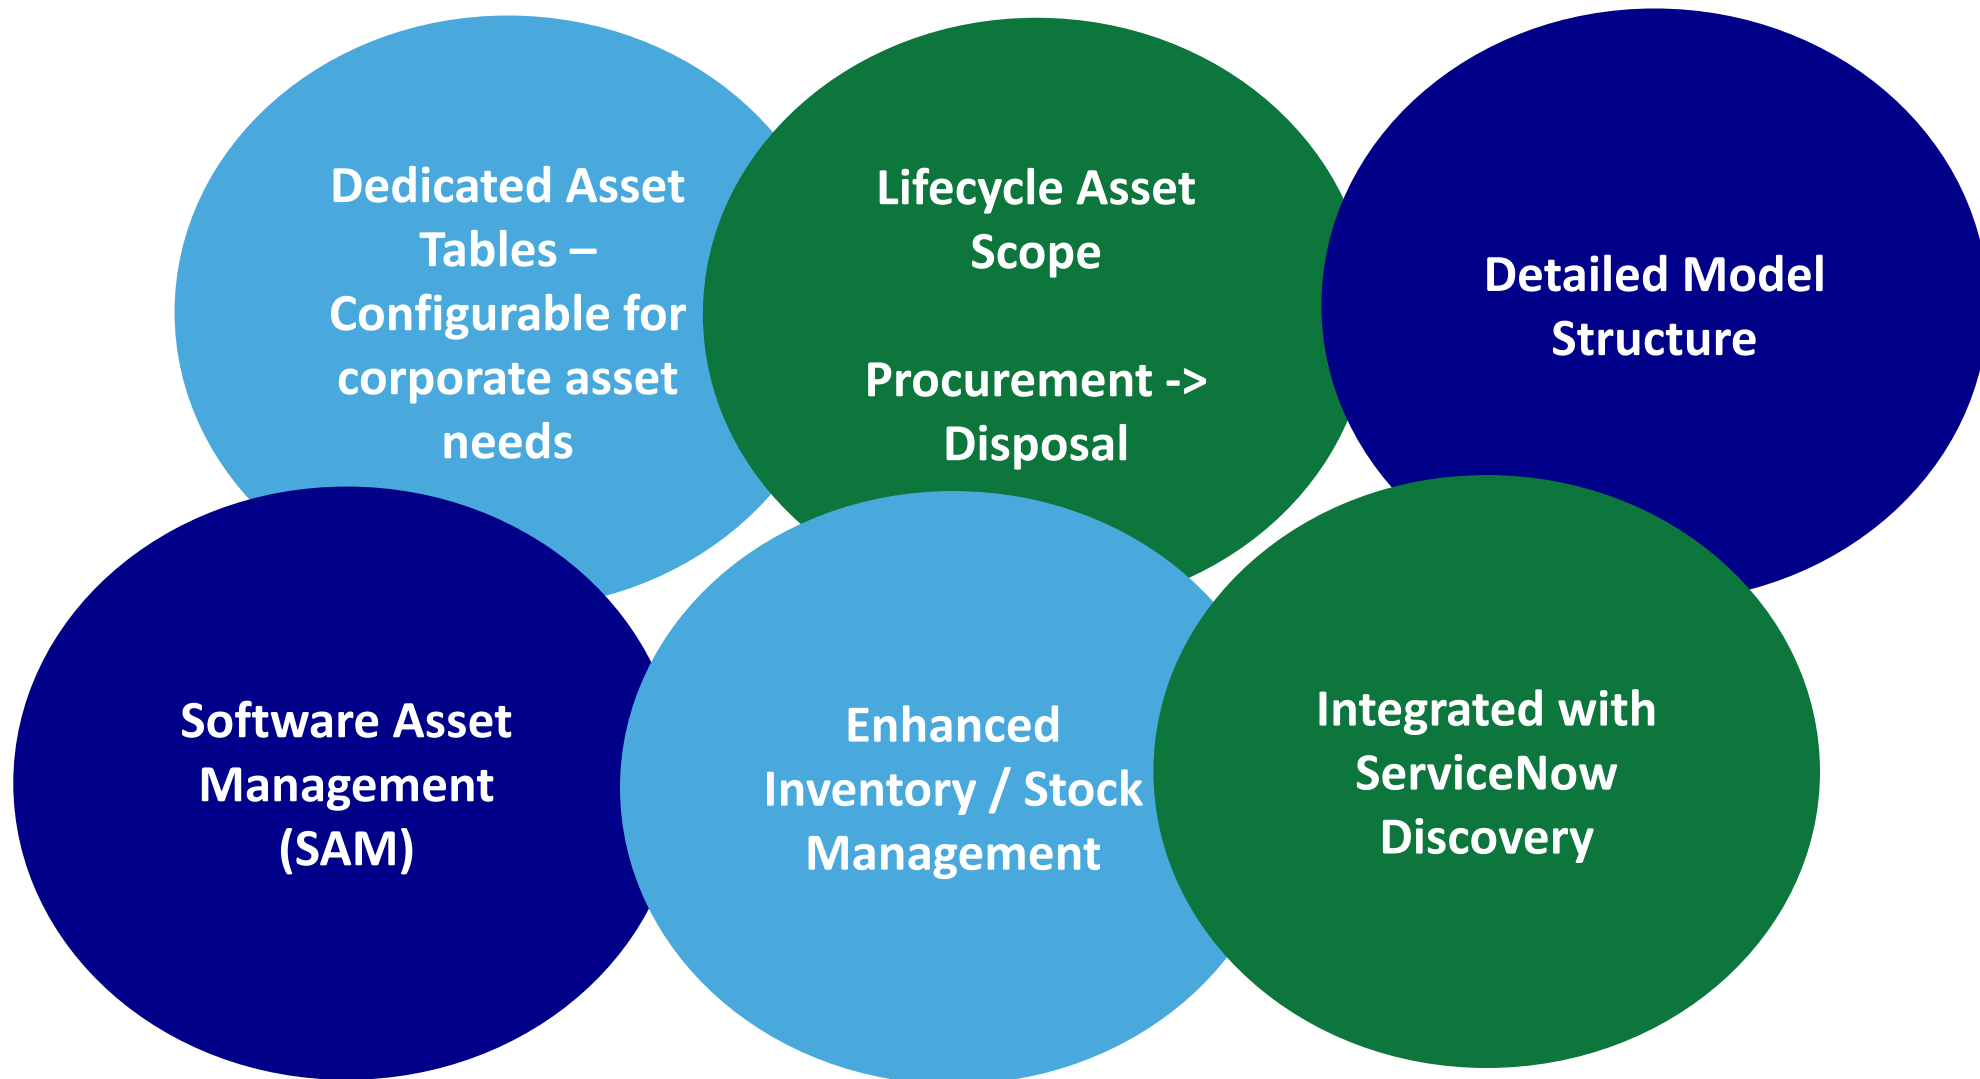 Dedicated Asset
Tables –
Configurable for
corporate asset
needs
Lifecycle Asset
Scope
Procurement ->
Disposal
Detailed Model
Structure
Software Asset
Management
(SAM)
Enhanced
Inventory / Stock
Management
Integrated with
ServiceNow
Discovery